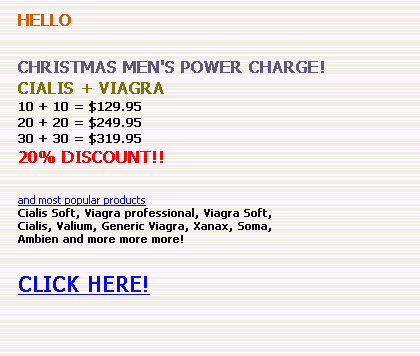 HELLO
CHRISTMAS MEN'S POWER CHARGE!
CIALIS + VIAGRA
10 + 10 = $129.95
20 + 20 = $249.95
30 + 30 = $319.95
20% DISCOUNT!!
and most popular products
Cialis Soft, Viagra professional, Viagra Soft,
Cialis, Valium, Generic Viagra, Xanax, Soma,
Ambien and more more more!
CLICK HERE!